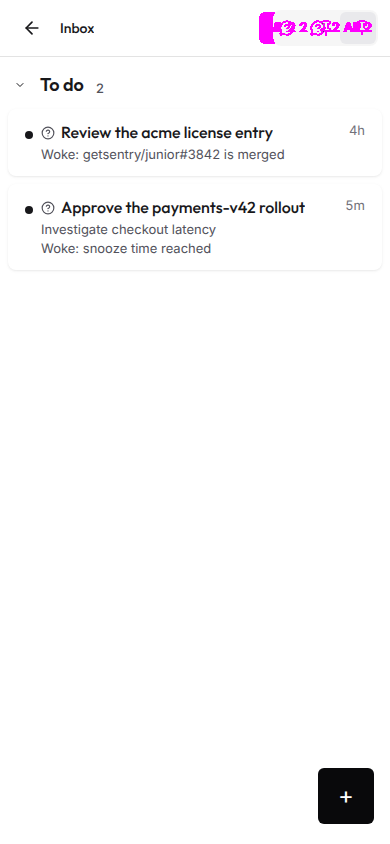 Inbox
To do 2
Review the acme license entry 4h
Woke: getsentry/junior#3842 is merged
Approve the payments-v42 rollout 5m
Investigate checkout latency
Woke: snooze time reached
+